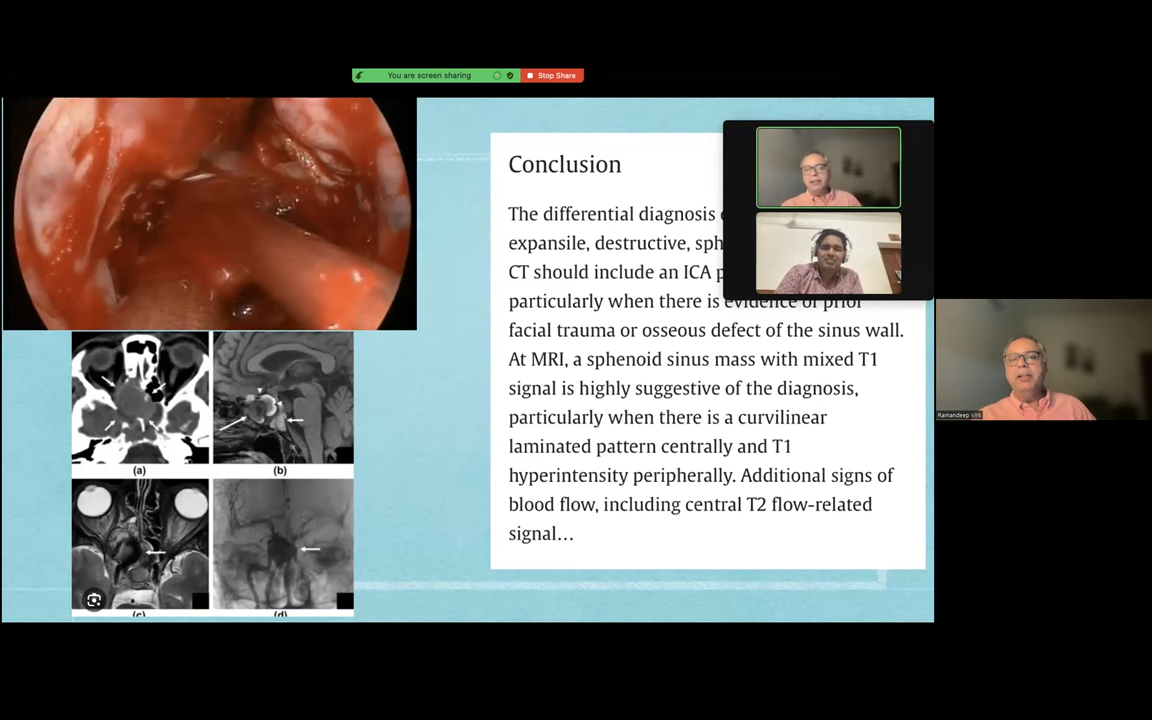 You are screen sharing
Stop Share
Conclusion
The differential diagnosis
expansile, destructive,
CT should include an ICA
particularly when there is evidence of prior
facial trauma or osseous defect of the sinus wall.
At MRI, a sphenoid sinus mass with mixed T1
signal is highly suggestive of the diagnosis,
particularly when there is a curvilinear
laminated pattern centrally and T1
hyperintensity peripherally. Additional signs of
blood flow, including central T2 flow-related
signal...
(a)
(b)
(c)
(d)
Ramandeep Virk